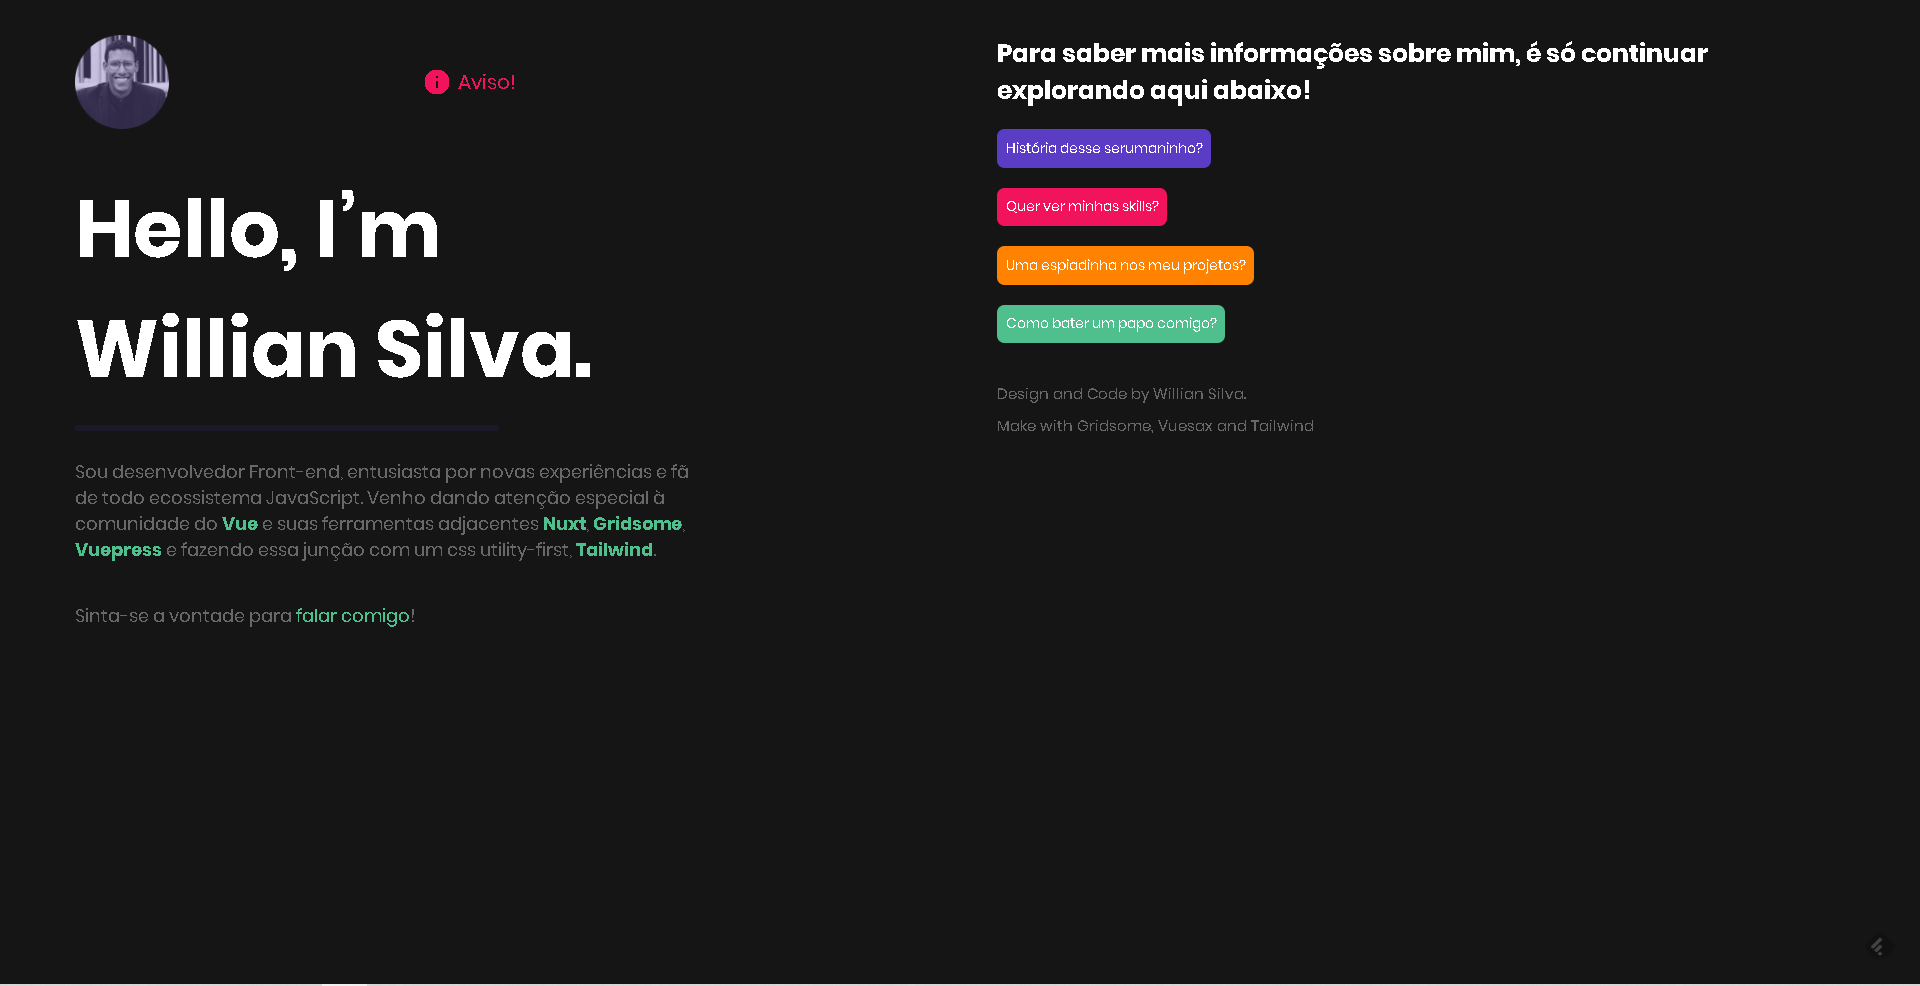 Aviso!
Hello, I’m
Willian Silva.
Sou desenvolvedor Front-end, entusiasta por novas experiências e fã
de todo ecossistema JavaScript. Venho dando atenção especial à
comunidade do Vue e suas ferramentas adjacentes Nuxt, Gridsome,
Vuepress e fazendo essa junção com um css utility-first, Tailwind.
Sinta-se a vontade para falar comigo!
Para saber mais informações sobre mim, é só continuar
explorando aqui abaixo!
História desse serumaninho?
Quer ver minhas skills?
Uma espiadinha nos meu projetos?
Como bater um papo comigo?
Design and Code by Willian Silva.
Make with Gridsome, Vuesax and Tailwind